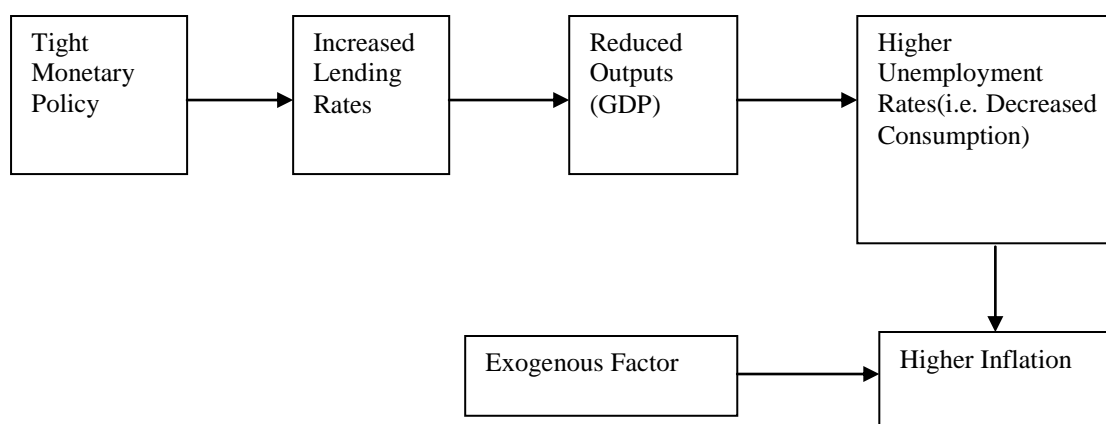 Tight
Monetary
Policy
Increased
Lending
Rates
Reduced
Outputs
(GDP)
Higher
Unemployment
Rates(i.e. Decreased
Consumption)
Exogenous Factor
Higher Inflation